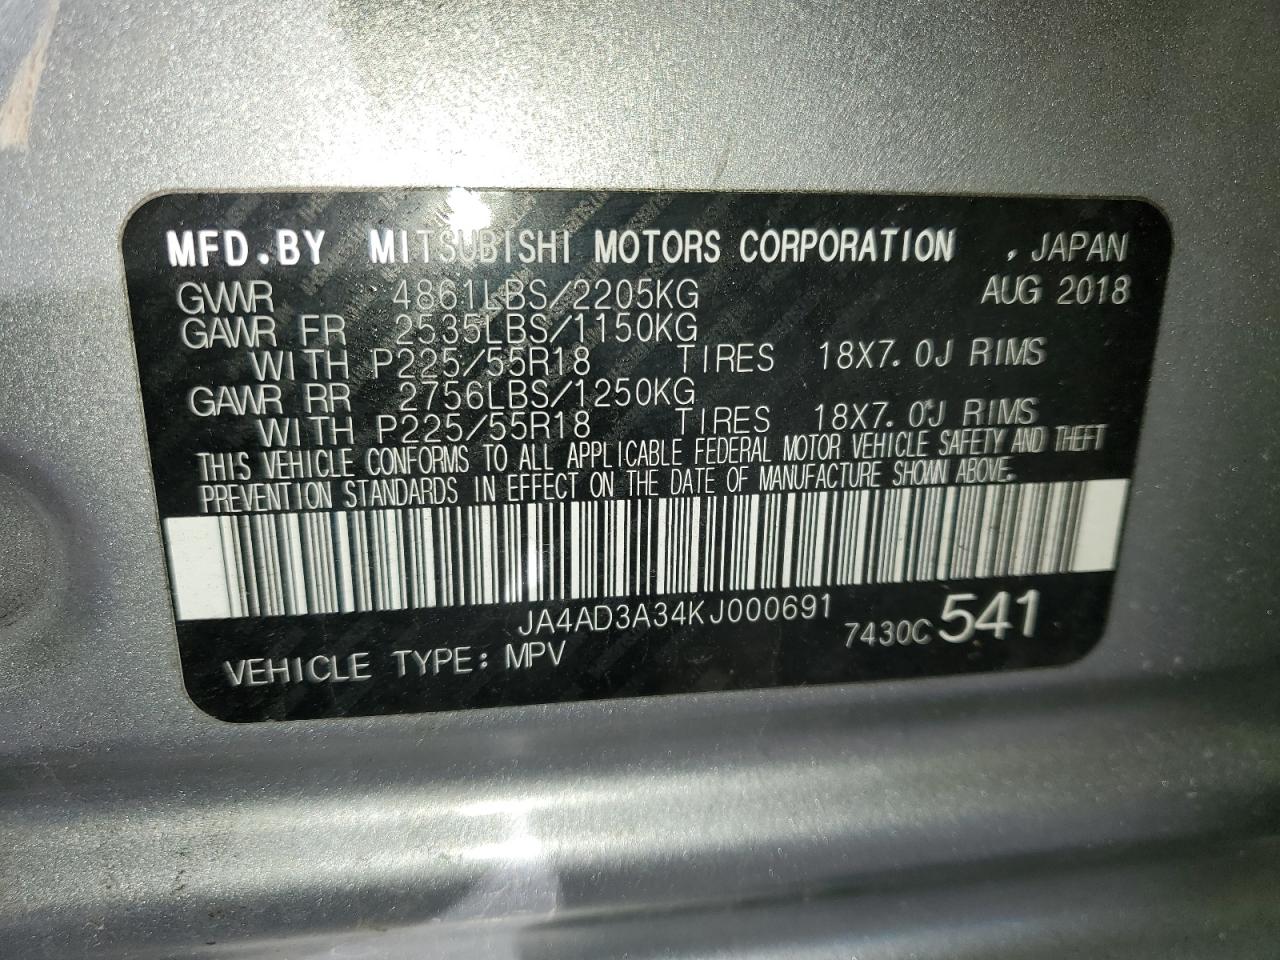 MFD.BY MITSUBISHI MOTORS CORPORATION , JAPAN
GVWR 4861LBS/2205KG AUG 2018
GAWR FR 2535LBS/1150KG
WITH P225/55R18 TIRES 18X7.0J RIMS
GAWR RR 2756LBS/1250KG
WITH P225/55R18 TIRES 18X7.0J RIMS
THIS VEHICLE CONFORMS TO ALL APPLICABLE FEDERAL MOTOR VEHICLE SAFETY AND THEFT
PREVENTION STANDARDS IN EFFECT ON THE DATE OF MANUFACTURE SHOWN ABOVE.
JA4AD3A34KJ000691
7430C 541
VEHICLE TYPE: MPV